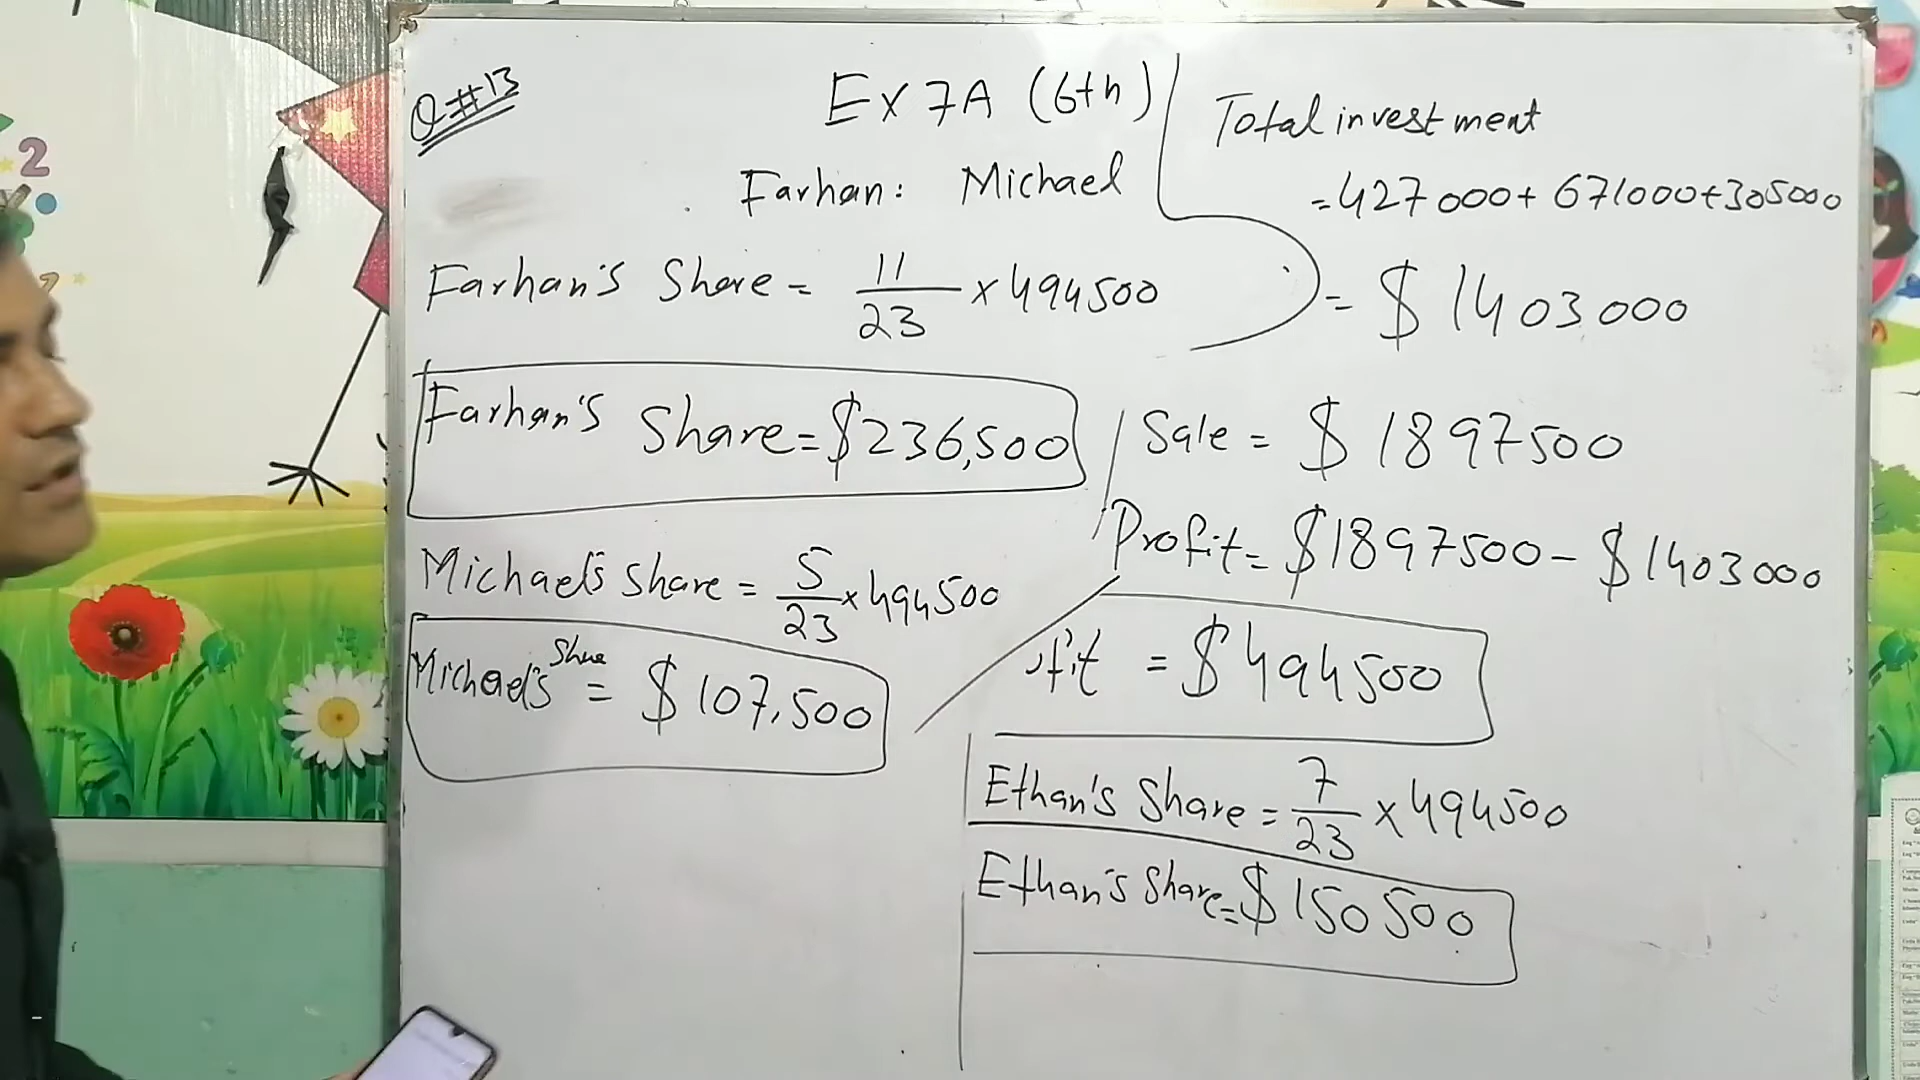 Q#13
Ex 7A (6th)
Farhan: Michael
Farhan's Share = 11/23 × 494500
Farhan's Share = $236,500
Michael's share = 5/23 × 494500
Michael's Share = $107,500
Total investment
= 427000 + 671000 + 305000
= $1403000
Sale = $1897500
Profit = $1897500 - $1403000
fit = $494500
Ethan's Share = 7/23 × 494500
Ethan's Share = $150500
2